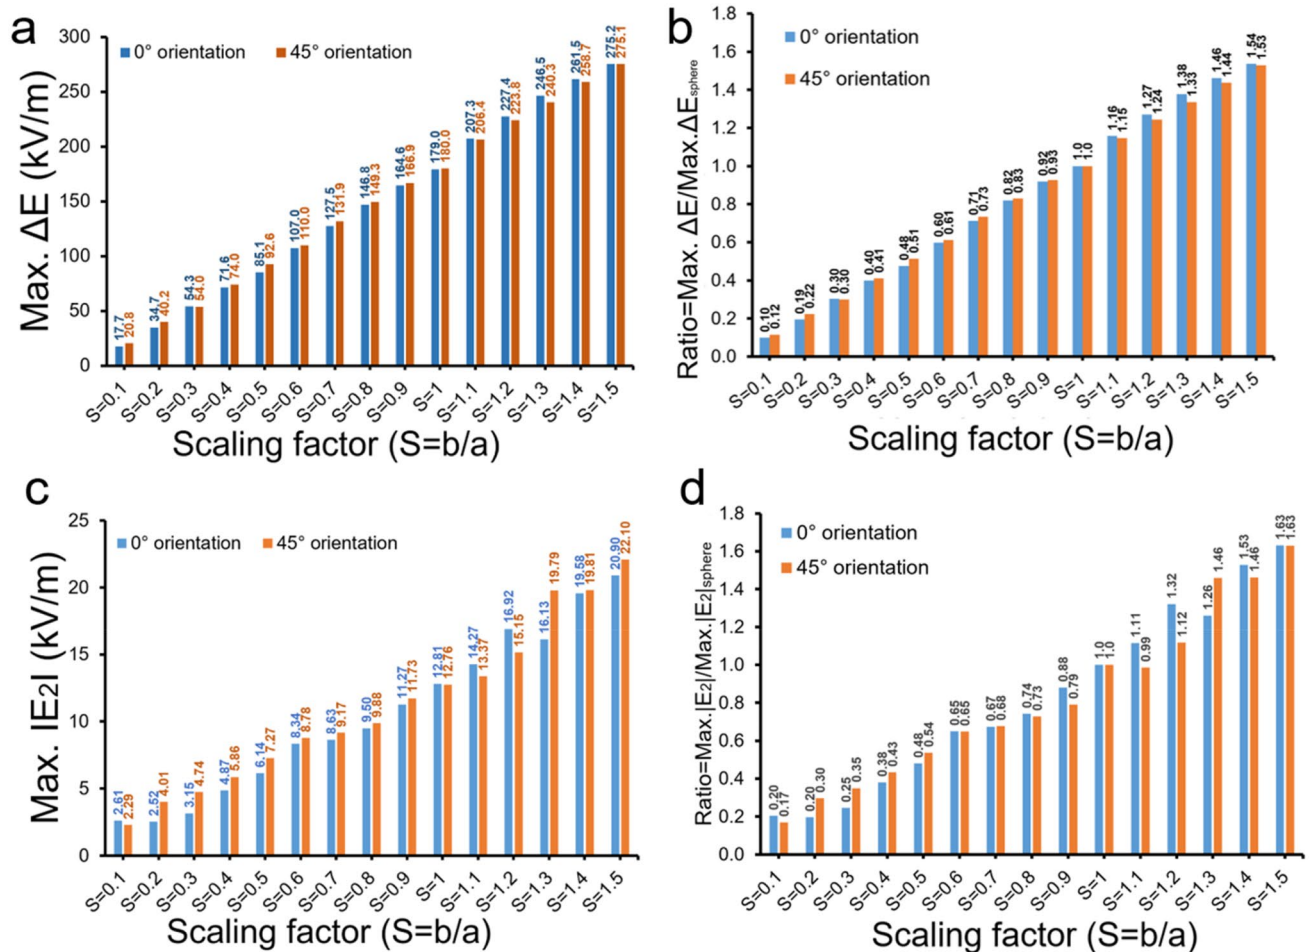 a
Max. ΔE (kV/m)
0° orientation
45° orientation
300
250
200
150
100
50
0
17.7
20.8
34.7
40.2
54.3
54.0
71.6
74.0
85.1
92.6
107.0
110.0
127.5
131.9
146.8
149.3
164.6
166.9
179.0
180.0
207.3
206.4
227.4
223.8
246.5
240.3
261.5
258.7
275.2
275.1
S=0.1
S=0.2
S=0.3
S=0.4
S=0.5
S=0.6
S=0.7
S=0.8
S=0.9
S=1
S=1.1
S=1.2
S=1.3
S=1.4
S=1.5
Scaling factor (S=b/a)
b
Ratio=Max. ΔE/Max.ΔEsphere
0° orientation
45° orientation
1.8
1.6
1.4
1.2
1.0
0.8
0.6
0.4
0.2
0.0
0.10
0.12
0.19
0.22
0.30
0.30
0.40
0.41
0.48
0.51
0.60
0.61
0.71
0.73
0.82
0.83
0.92
0.93
1.0
1.0
1.16
1.15
1.27
1.24
1.38
1.33
1.46
1.44
1.54
1.53
S=0.1
S=0.2
S=0.3
S=0.4
S=0.5
S=0.6
S=0.7
S=0.8
S=0.9
S=1
S=1.1
S=1.2
S=1.3
S=1.4
S=1.5
Scaling factor (S=b/a)
c
Max. |E2| (kV/m)
0° orientation
45° orientation
25
20
15
10
5
0
2.61
2.29
2.52
4.01
3.15
4.74
4.87
5.86
6.14
7.27
8.34
8.78
8.63
9.17
9.50
9.88
11.27
11.73
12.81
12.76
14.27
13.37
16.92
15.15
16.13
19.79
19.58
19.81
20.90
22.10
S=0.1
S=0.2
S=0.3
S=0.4
S=0.5
S=0.6
S=0.7
S=0.8
S=0.9
S=1
S=1.1
S=1.2
S=1.3
S=1.4
S=1.5
Scaling factor (S=b/a)
d
Ratio=Max.|E2|/Max.|E2|sphere
0° orientation
45° orientation
1.8
1.6
1.4
1.2
1.0
0.8
0.6
0.4
0.2
0.0
0.20
0.17
0.20
0.30
0.25
0.35
0.38
0.43
0.48
0.54
0.65
0.65
0.67
0.68
0.74
0.73
0.88
0.79
1.0
1.0
1.11
0.99
1.32
1.12
1.26
1.46
1.53
1.46
1.63
1.63
S=0.1
S=0.2
S=0.3
S=0.4
S=0.5
S=0.6
S=0.7
S=0.8
S=0.9
S=1
S=1.1
S=1.2
S=1.3
S=1.4
S=1.5
Scaling factor (S=b/a)